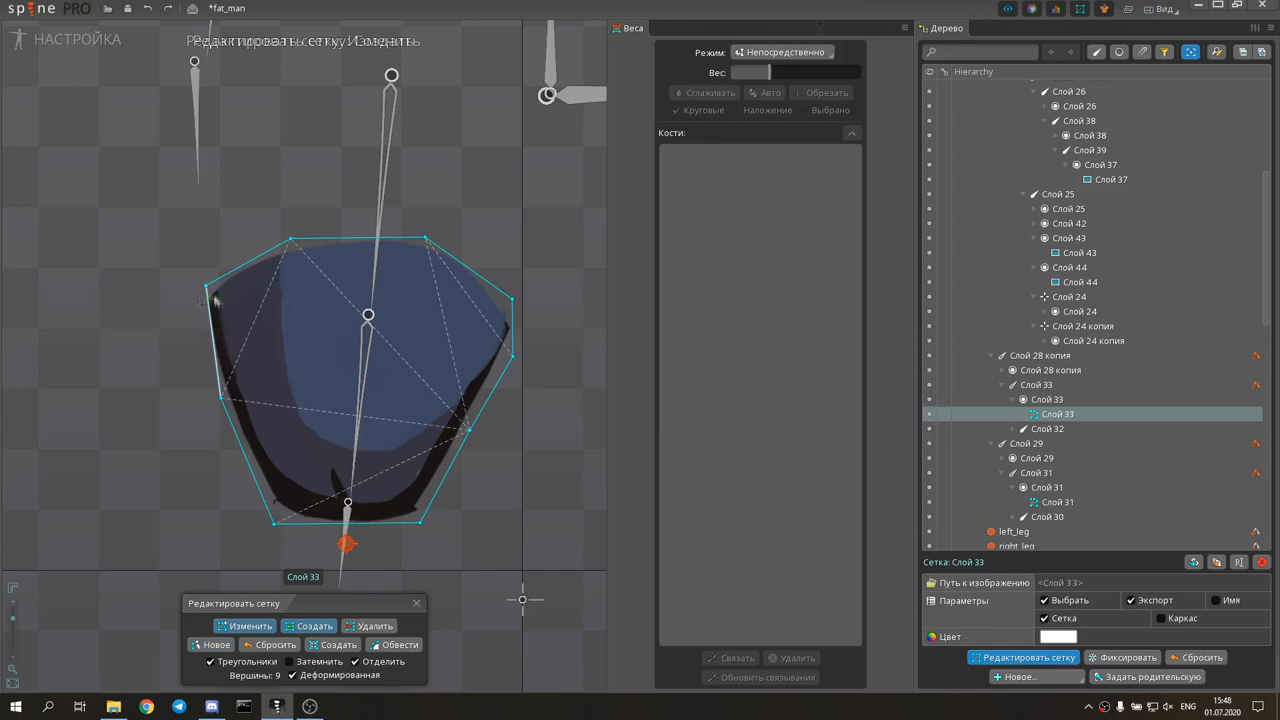 spine PRO
*fat_man
Вид
НАСТРОЙКА
Редактировать сетку: Изменить
Веса
Режим:
Непосредственно
Вес:
Сглаживать
Авто
Обрезать
Круговые
Наложение
Выбрано
Кости:
Связать
Удалить
Обновить связывания
Дерево
Hierarchy
Слой 26
Слой 26
Слой 38
Слой 38
Слой 39
Слой 37
Слой 37
Слой 25
Слой 25
Слой 42
Слой 43
Слой 43
Слой 44
Слой 44
Слой 24
Слой 24
Слой 24 копия
Слой 24 копия
Слой 28 копия
Слой 28 копия
Слой 33
Слой 33
Слой 33
Слой 32
Слой 29
Слой 29
Слой 31
Слой 31
Слой 31
Слой 30
left_leg
right_leg
Сетка: Слой 33
Путь к изображению
<Слой 33>
Параметры
Выбрать
Экспорт
Имя
Сетка
Каркас
Цвет
Редактировать сетку
Фиксировать
Сбросить
Новое...
Задать родительскую
Слой 33
Редактировать сетку
Изменить
Создать
Удалить
Новое
Сбросить
Создать
Обвести
Треугольники
Затемнить
Отделить
Вершины: 9
Деформированная
15:48
01.07.2020